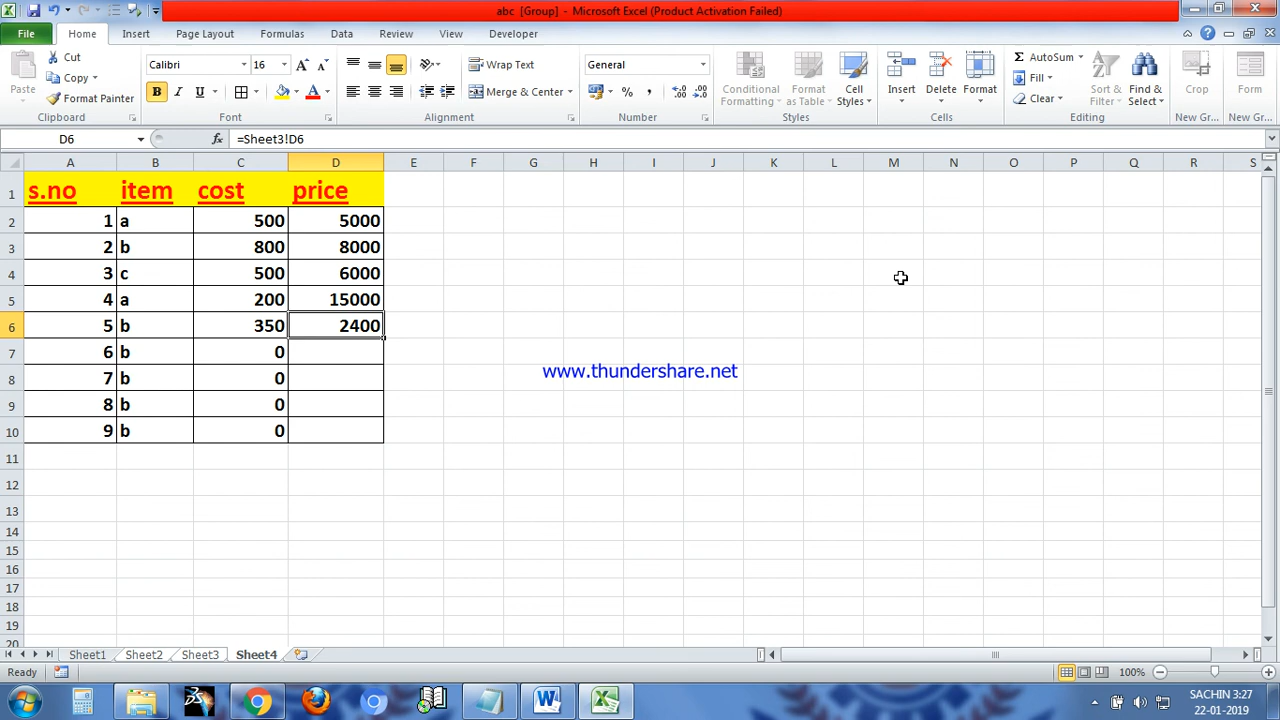 abc [Group] - Microsoft Excel (Product Activation Failed)
File Home Insert Page Layout Formulas Data Review View Developer
Paste Cut Copy Format Painter Clipboard
Calibri 16 B I U Font
Wrap Text Merge & Center Alignment
General % , Number
Conditional Formatting Format as Table Cell Styles Styles
Insert Delete Format Cells
AutoSum Fill Clear Sort & Filter Find & Select Editing
Crop New Gr... Form New Gr...
D6 fx =Sheet3!D6
A B C D E F G H I J K L M N O P Q R S
1 s.no item cost price
2 1 a 500 5000
3 2 b 800 8000
4 3 c 500 6000
5 4 a 200 15000
6 5 b 350 2400
7 6 b 0
www.thundershare.net
8 7 b 0
9 8 b 0
10 9 b 0
11
12
13
14
15
16
17
18
19
20
Sheet1 Sheet2 Sheet3 Sheet4
Ready 100%
SACHIN 3:27
22-01-2019